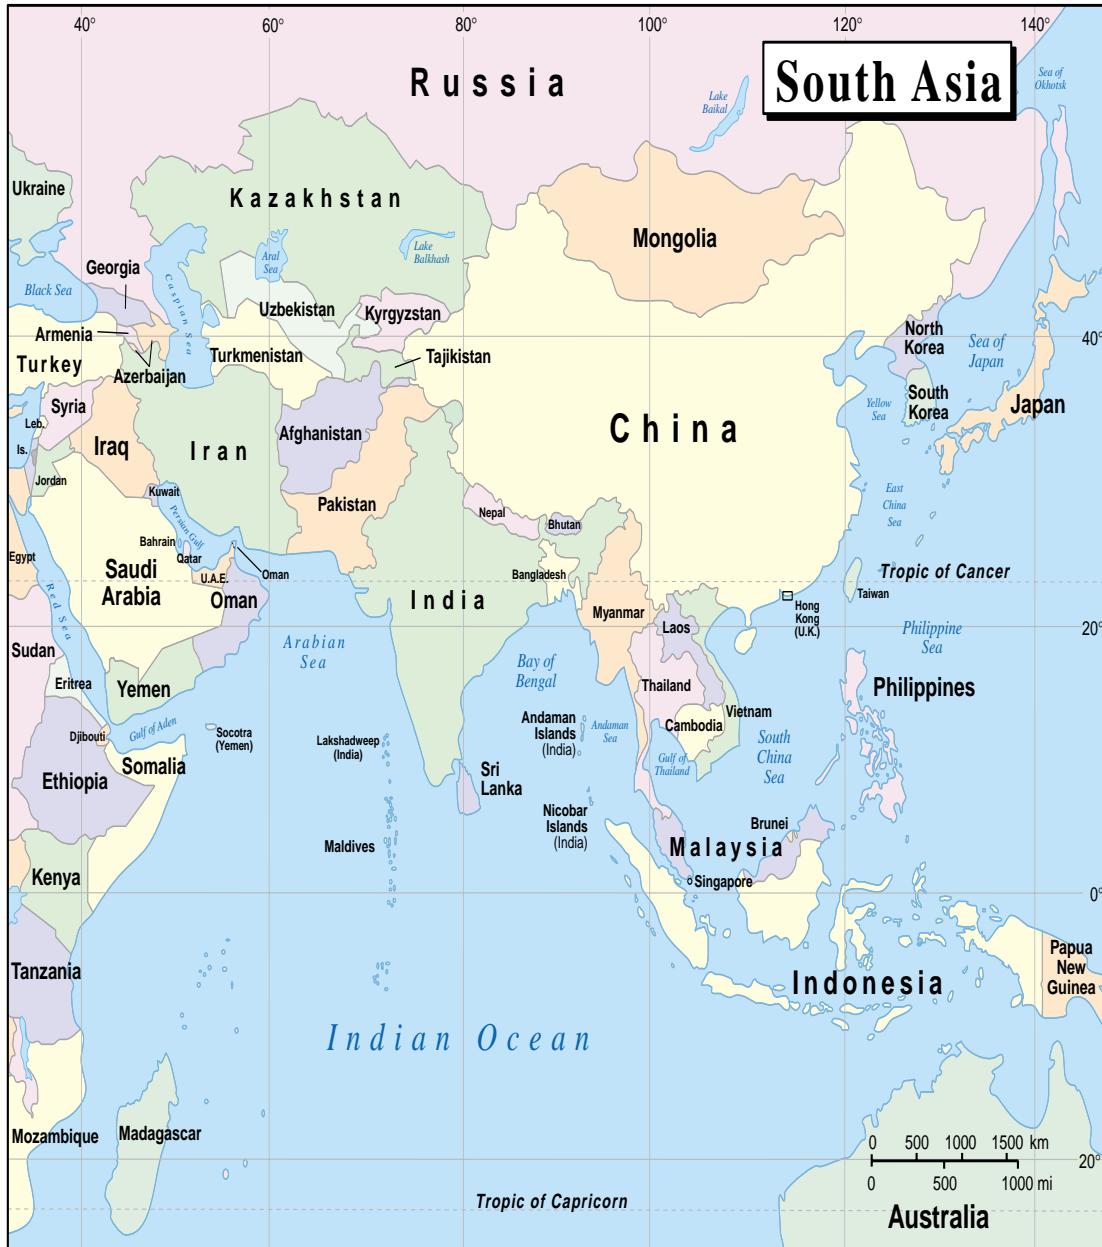 40°
60°
80°
100°
120°
140°
South Asia
Russia
Lake
Baikal
Sea of
Okhotsk
Ukraine
Kazakhstan
Mongolia
Aral
Sea
Lake
Balkhash
Georgia
Black Sea
Caspian Sea
Uzbekistan
Kyrgyzstan
40°
Armenia
North
Korea
Sea of
Japan
Turkey
Azerbaijan
Turkmenistan
Tajikistan
Syria
Leb.
Is.
Iraq
Iran
Afghanistan
China
Yellow
Sea
South
Korea
Japan
Jordan
Kuwait
Persian Gulf
Pakistan
Nepal
Bhutan
East
China
Sea
Egypt
Bahrain
Qatar
U.A.E.
Oman
Saudi
Arabia
Oman
Bangladesh
India
Myanmar
Tropic of Cancer
Taiwan
Hong
Kong
(U.K.)
Red Sea
Laos
20°
Sudan
Arabian
Sea
Bay of
Bengal
Philippine
Sea
Eritrea
Yemen
Thailand
Philippines
Djibouti
Gulf of Aden
Socotra
(Yemen)
Lakshadweep
(India)
Andaman
Islands
(India)
Andaman
Sea
Cambodia
Vietnam
Gulf of
Thailand
South
China
Sea
Ethiopia
Somalia
Sri
Lanka
Nicobar
Islands
(India)
Brunei
Maldives
Malaysia
Kenya
Singapore
0°
Tanzania
Indonesia
Papua
New
Guinea
Indian Ocean
Mozambique
Madagascar
0 500 1000 1500 km
0 500 1000 mi
20°
Tropic of Capricorn
Australia